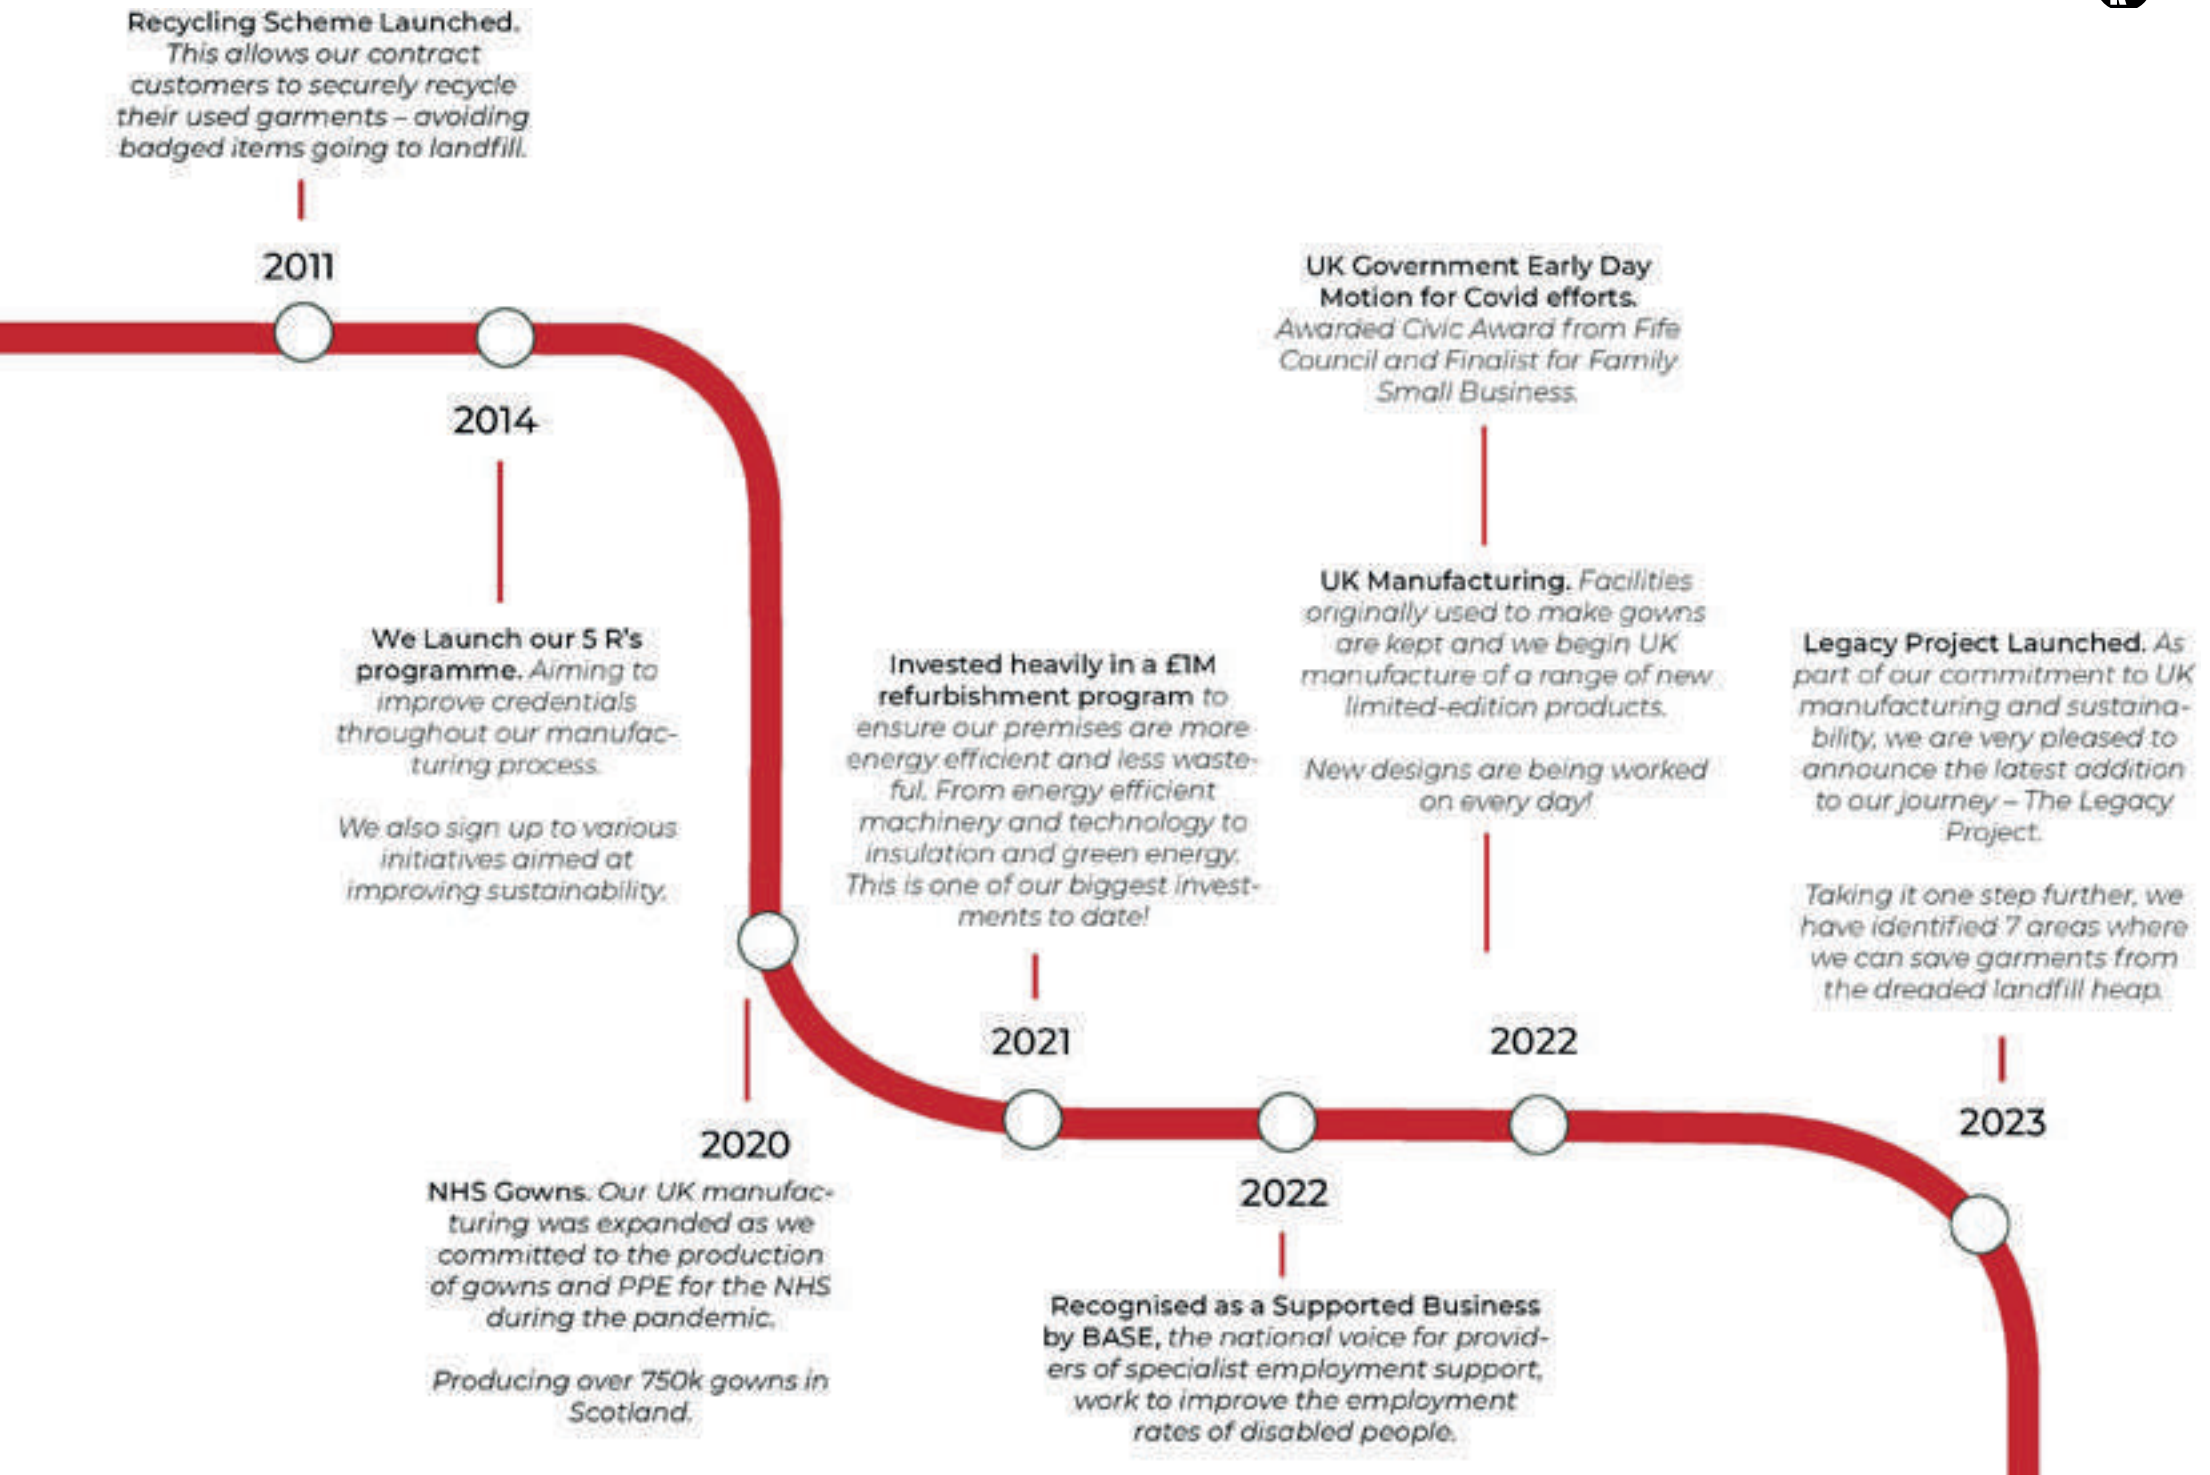 Recycling Scheme Launched.
This allows our contract
customers to securely recycle
their used garments – avoiding
badged items going to landfill.
2011
2014
We Launch our 5 R's
programme. Aiming to
improve credentials
throughout our manufac-
turing process.
We also sign up to various
initiatives aimed at
improving sustainability.
2020
NHS Gowns. Our UK manufac-
turing was expanded as we
committed to the production
of gowns and PPE for the NHS
during the pandemic.
Producing over 750k gowns in
Scotland.
Invested heavily in a £1M
refurbishment program to
ensure our premises are more
energy efficient and less waste-
ful. From energy efficient
machinery and technology to
insulation and green energy.
This is one of our biggest invest-
ments to date!
2021
2022
Recognised as a Supported Business
by BASE, the national voice for provid-
ers of specialist employment support,
work to improve the employment
rates of disabled people.
UK Government Early Day
Motion for Covid efforts.
Awarded Civic Award from Fife
Council and Finalist for Family
Small Business.
UK Manufacturing. Facilities
originally used to make gowns
are kept and we begin UK
manufacture of a range of new
limited-edition products.
New designs are being worked
on every day!
2022
Legacy Project Launched. As
part of our commitment to UK
manufacturing and sustaina-
bility, we are very pleased to
announce the latest addition
to our journey – The Legacy
Project.
Taking it one step further, we
have identified 7 areas where
we can save garments from
the dreaded landfill heap.
2023